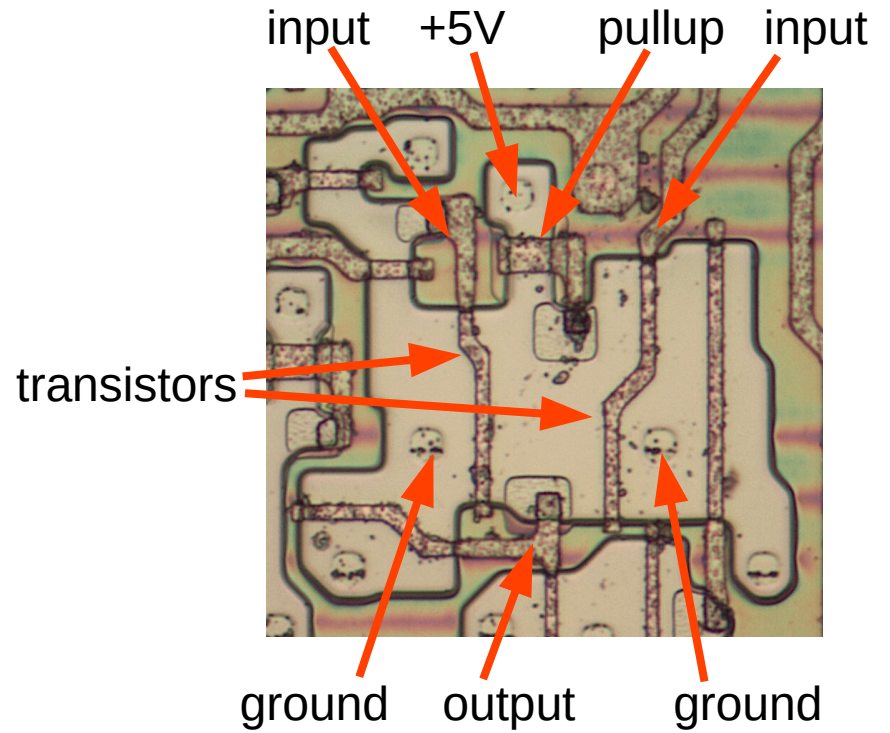 input
+5V
pullup
input
transistors
ground
output
ground